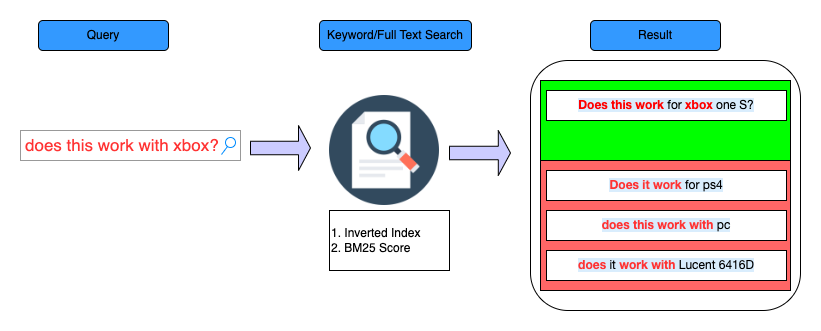 Query
Keyword/Full Text Search
Result
does this work with xbox?
1. Inverted Index
2. BM25 Score
Does this work for xbox one S?
Does it work for ps4
does this work with pc
does it work with Lucent 6416D